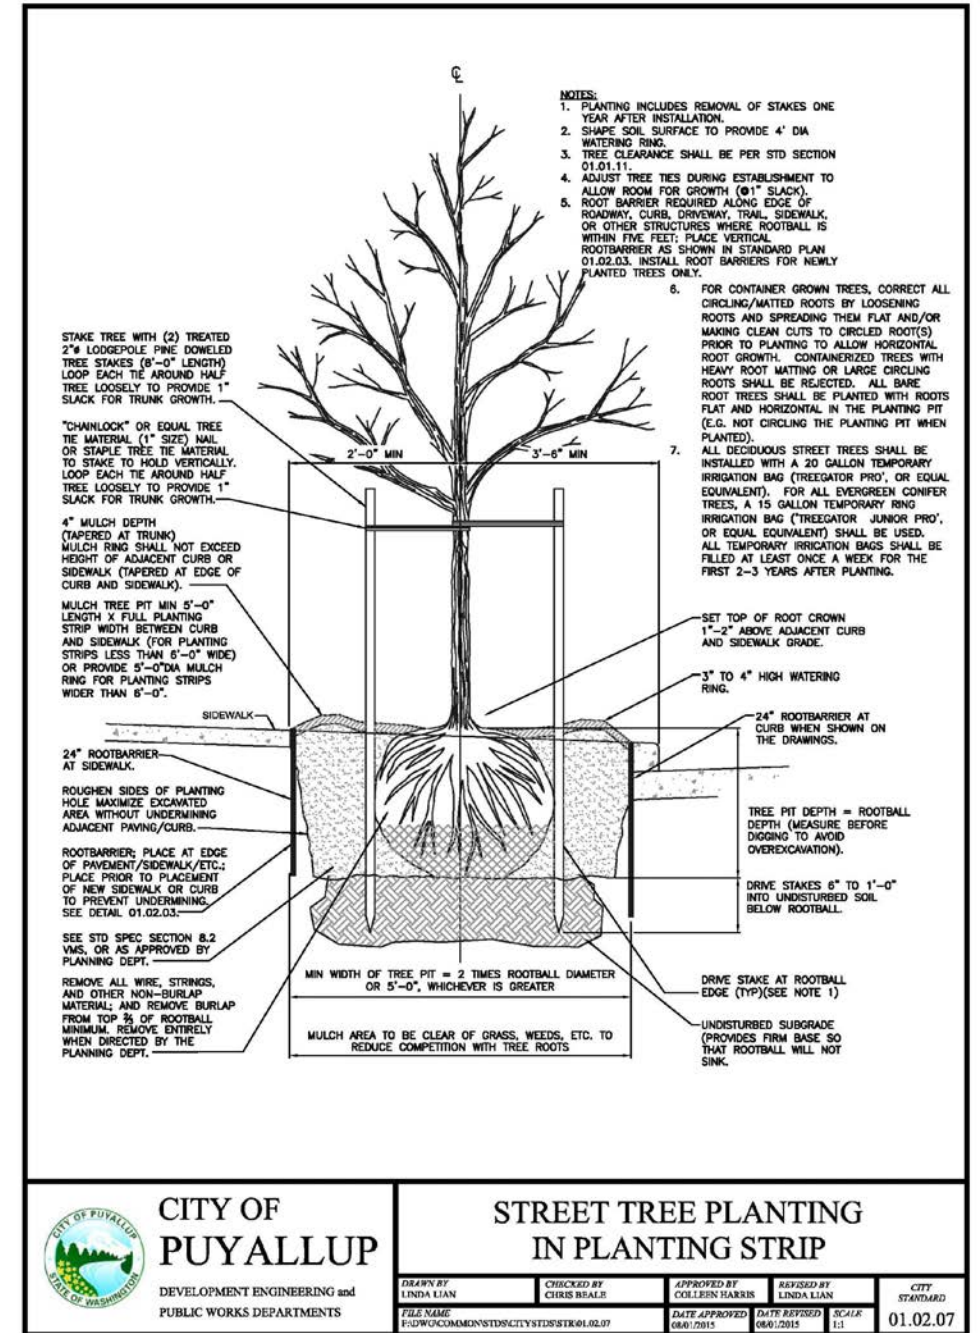 ℄
NOTES:
1. PLANTING INCLUDES REMOVAL OF STAKES ONE
YEAR AFTER INSTALLATION.
2. SHAPE SOIL SURFACE TO PROVIDE 4' DIA
WATERING RING.
3. TREE CLEARANCE SHALL BE PER STD SECTION
01.01.11.
4. ADJUST TREE TIES DURING ESTABLISHMENT TO
ALLOW ROOM FOR GROWTH (1" SLACK).
5. ROOT BARRIER REQUIRED ALONG EDGE OF
ROADWAY, CURB, DRIVEWAY, TRAIL, SIDEWALK,
OR OTHER STRUCTURES WHERE ROOTBALL IS
WITHIN FIVE FEET; PLACE VERTICAL
ROOTBARRIER AS SHOWN IN STANDARD PLAN
01.02.03. INSTALL ROOT BARRIERS FOR NEWLY
PLANTED TREES ONLY.
6. FOR CONTAINER GROWN TREES, CORRECT ALL
CIRCLING/MATTED ROOTS BY LOOSENING
ROOTS AND SPREADING THEM FLAT AND/OR
MAKING CLEAN CUTS TO CIRCLED ROOT(S)
PRIOR TO PLANTING TO ALLOW HORIZONTAL
ROOT GROWTH. CONTAINERIZED TREES WITH
HEAVY ROOT MATTING OR LARGE CIRCLING
ROOTS SHALL BE REJECTED. ALL BARE
ROOT TREES SHALL BE PLANTED WITH ROOTS
FLAT AND HORIZONTAL IN THE PLANTING PIT
(E.G. NOT CIRCLING THE PLANTING PIT WHEN
PLANTED).
7. ALL DECIDUOUS STREET TREES SHALL BE
INSTALLED WITH A 20 GALLON TEMPORARY
IRRIGATION BAG (TREEGATOR PRO', OR EQUAL
EQUIVALENT). FOR ALL EVERGREEN CONIFER
TREES, A 15 GALLON TEMPORARY RING
IRRIGATION BAG ('TREEGATOR JUNIOR PRO',
OR EQUAL EQUIVALENT) SHALL BE USED.
ALL TEMPORARY IRRIGATION BAGS SHALL BE
FILLED AT LEAST ONCE A WEEK FOR THE
FIRST 2-3 YEARS AFTER PLANTING.
STAKE TREE WITH (2) TREATED
2"ø LODGEPOLE PINE DOWELED
TREE STAKES (8'-0" LENGTH)
LOOP EACH TIE AROUND HALF
TREE LOOSELY TO PROVIDE 1"
SLACK FOR TRUNK GROWTH.
"CHAINLOCK" OR EQUAL TREE
TIE MATERIAL (1" SIZE) NAIL
OR STAPLE TREE TIE MATERIAL
TO STAKE TO HOLD VERTICALLY.
LOOP EACH TIE AROUND HALF
TREE LOOSELY TO PROVIDE 1"
SLACK FOR TRUNK GROWTH.
2'-0" MIN
3'-6" MIN
4" MULCH DEPTH
(TAPERED AT TRUNK)
MULCH RING SHALL NOT EXCEED
HEIGHT OF ADJACENT CURB OR
SIDEWALK (TAPERED AT EDGE OF
CURB AND SIDEWALK).
MULCH TREE PIT MIN 5'-0"
LENGTH X FULL PLANTING
STRIP WIDTH BETWEEN CURB
AND SIDEWALK (FOR PLANTING
STRIPS LESS THAN 6'-0" WIDE)
OR PROVIDE 5'-0"DIA MULCH
RING FOR PLANTING STRIPS
WIDER THAN 6'-0".
SIDEWALK
24" ROOTBARRIER
AT SIDEWALK.
ROUGHEN SIDES OF PLANTING
HOLE MAXIMIZE EXCAVATED
AREA WITHOUT UNDERMINING
ADJACENT PAVING/CURB.
ROOTBARRIER; PLACE AT EDGE
OF PAVEMENT/SIDEWALK/ETC.;
PLACE PRIOR TO PLACEMENT
OF NEW SIDEWALK OR CURB
TO PREVENT UNDERMINING.
SEE DETAIL 01.02.03.
SEE STD SPEC SECTION 8.2
VMS, OR AS APPROVED BY
PLANNING DEPT.
REMOVE ALL WIRE, STRINGS,
AND OTHER NON-BURLAP
MATERIAL; AND REMOVE BURLAP
FROM TOP ⅔ OF ROOTBALL
MINIMUM. REMOVE ENTIRELY
WHEN DIRECTED BY THE
PLANNING DEPT.
SET TOP OF ROOT CROWN
1"-2" ABOVE ADJACENT CURB
AND SIDEWALK GRADE.
3" TO 4" HIGH WATERING
RING.
24" ROOTBARRIER AT
CURB WHEN SHOWN ON
THE DRAWINGS.
TREE PIT DEPTH = ROOTBALL
DEPTH (MEASURE BEFORE
DIGGING TO AVOID
OVEREXCAVATION).
DRIVE STAKES 6" TO 1'-0"
INTO UNDISTURBED SOIL
BELOW ROOTBALL.
DRIVE STAKE AT ROOTBALL
EDGE (TYP)(SEE NOTE 1)
UNDISTURBED SUBGRADE
(PROVIDES FIRM BASE SO
THAT ROOTBALL WILL NOT
SINK.
MIN WIDTH OF TREE PIT = 2 TIMES ROOTBALL DIAMETER
OR 5'-0", WHICHEVER IS GREATER
MULCH AREA TO BE CLEAR OF GRASS, WEEDS, ETC. TO
REDUCE COMPETITION WITH TREE ROOTS
CITY OF PUYALLUP
STATE OF WASHINGTON
CITY OF
PUYALLUP
DEVELOPMENT ENGINEERING and
PUBLIC WORKS DEPARTMENTS
STREET TREE PLANTING
IN PLANTING STRIP
DRAWN BY
LINDA LIAN
CHECKED BY
CHRIS BEALE
APPROVED BY
COLLEEN HARRIS
REVISED BY
LINDA LIAN
CITY
STANDARD
FILE NAME
F:\DWG\COMMON\STDS\CITYSTDS\STR\01.02.07
DATE APPROVED
08/01/2015
DATE REVISED
08/01/2015
SCALE
1:1
01.02.07